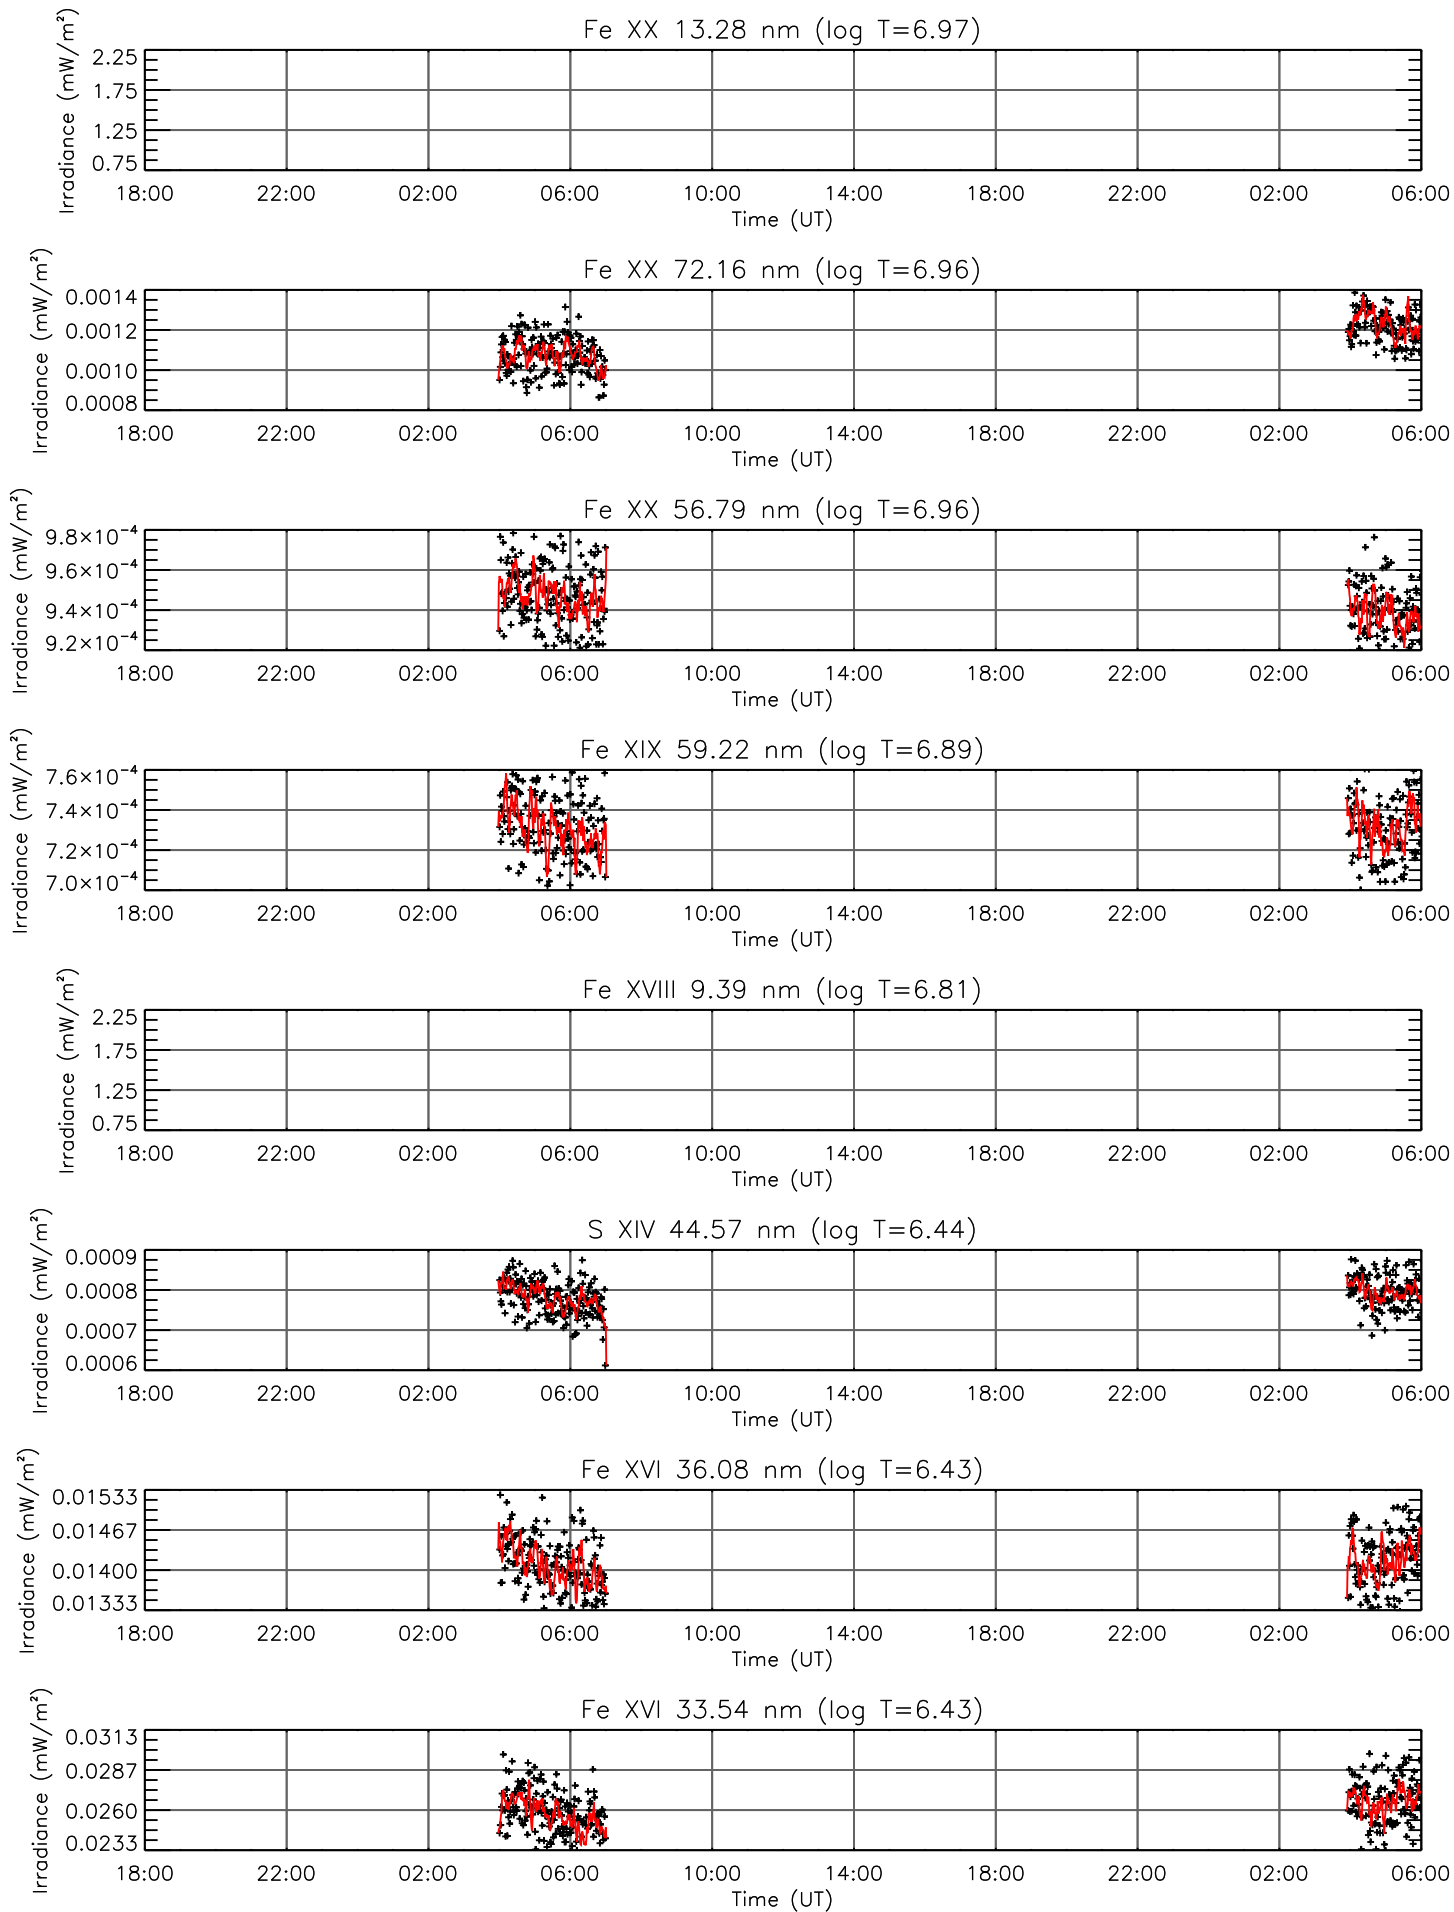 Fe XX 13.28 nm (log T=6.97)
Irradiance (mW/m²)
2.25
1.75
1.25
0.75
18:00 22:00 02:00 06:00 10:00 14:00 18:00 22:00 02:00 06:00
Time (UT)
Fe XX 72.16 nm (log T=6.96)
Irradiance (mW/m²)
0.0014
0.0012
0.0010
0.0008
18:00 22:00 02:00 06:00 10:00 14:00 18:00 22:00 02:00 06:00
Time (UT)
Fe XX 56.79 nm (log T=6.96)
Irradiance (mW/m²)
9.8×10⁻⁴
9.6×10⁻⁴
9.4×10⁻⁴
9.2×10⁻⁴
18:00 22:00 02:00 06:00 10:00 14:00 18:00 22:00 02:00 06:00
Time (UT)
Fe XIX 59.22 nm (log T=6.89)
Irradiance (mW/m²)
7.6×10⁻⁴
7.4×10⁻⁴
7.2×10⁻⁴
7.0×10⁻⁴
18:00 22:00 02:00 06:00 10:00 14:00 18:00 22:00 02:00 06:00
Time (UT)
Fe XVIII 9.39 nm (log T=6.81)
Irradiance (mW/m²)
2.25
1.75
1.25
0.75
18:00 22:00 02:00 06:00 10:00 14:00 18:00 22:00 02:00 06:00
Time (UT)
S XIV 44.57 nm (log T=6.44)
Irradiance (mW/m²)
0.0009
0.0008
0.0007
0.0006
18:00 22:00 02:00 06:00 10:00 14:00 18:00 22:00 02:00 06:00
Time (UT)
Fe XVI 36.08 nm (log T=6.43)
Irradiance (mW/m²)
0.01533
0.01467
0.01400
0.01333
18:00 22:00 02:00 06:00 10:00 14:00 18:00 22:00 02:00 06:00
Time (UT)
Fe XVI 33.54 nm (log T=6.43)
Irradiance (mW/m²)
0.0313
0.0287
0.0260
0.0233
18:00 22:00 02:00 06:00 10:00 14:00 18:00 22:00 02:00 06:00
Time (UT)